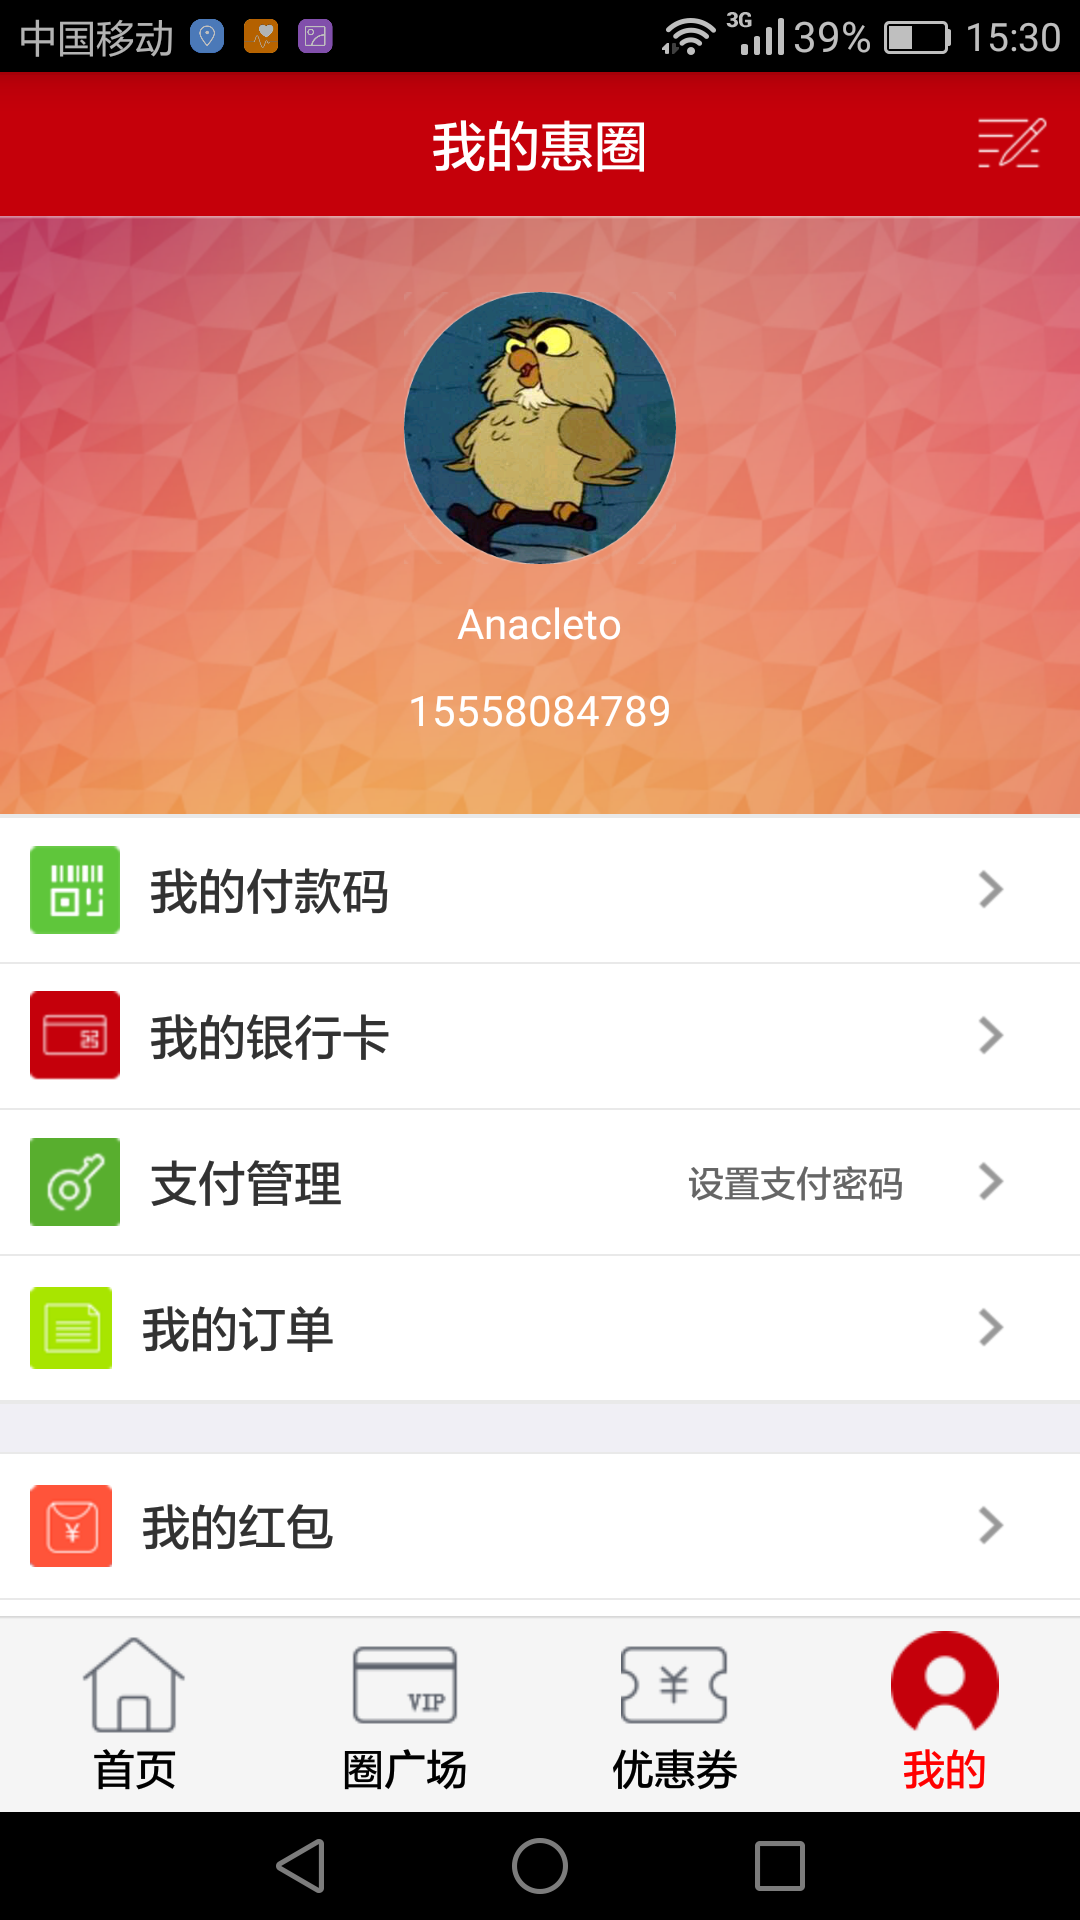 中国移动 3G 39% 15:30
我的惠圈
Anacleto
15558084789
我的付款码
我的银行卡
支付管理 设置支付密码
我的订单
我的红包
VIP
首页 圈广场 优惠券 我的